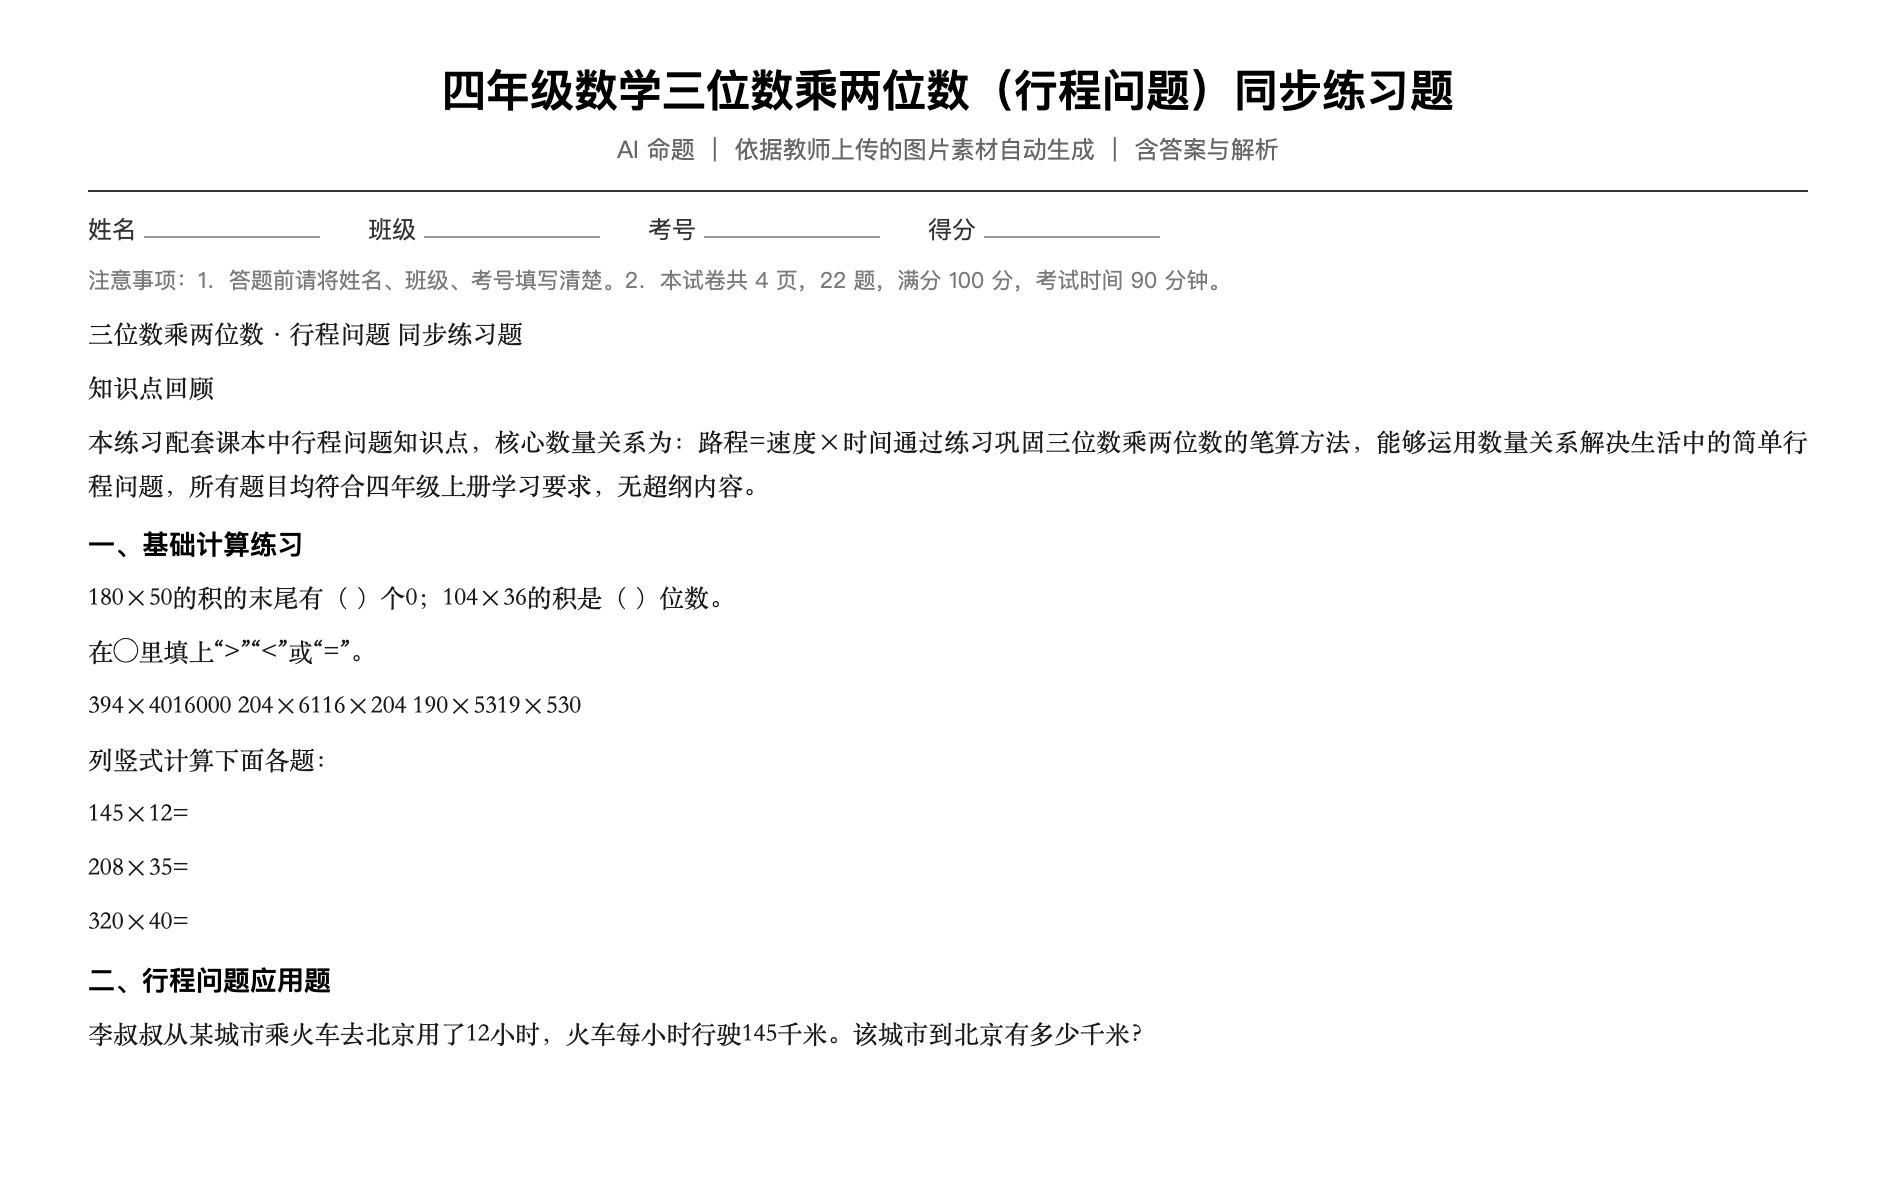 四年级数学三位数乘两位数（行程问题）同步练习题
AI 命题 ｜ 依据教师上传的图片素材自动生成 ｜ 含答案与解析
姓名 班级 考号 得分
注意事项：1. 答题前请将姓名、班级、考号填写清楚。2. 本试卷共 4 页，22 题，满分 100 分，考试时间 90 分钟。
三位数乘两位数 · 行程问题 同步练习题
知识点回顾
本练习配套课本中行程问题知识点，核心数量关系为：路程=速度×时间通过练习巩固三位数乘两位数的笔算方法，能够运用数量关系解决生活中的简单行
程问题，所有题目均符合四年级上册学习要求，无超纲内容。
一、基础计算练习
180×50的积的末尾有（ ）个0；104×36的积是（ ）位数。
在◯里填上“>”“<”或“=”。
394×4016000 204×6116×204 190×5319×530
列竖式计算下面各题：
145×12=
208×35=
320×40=
二、行程问题应用题
李叔叔从某城市乘火车去北京用了12小时，火车每小时行驶145千米。该城市到北京有多少千米？